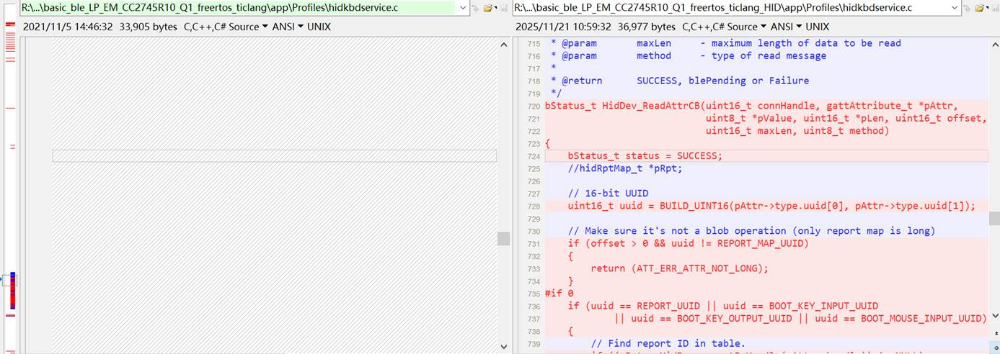 R:\...\basic_ble_LP_EM_CC2745R10_Q1_freertos_ticlang\app\Profiles\hidkbdservice.c
2021/11/5 14:46:32 33,905 bytes C,C++,C# Source ANSI UNIX
R:\...\basic_ble_LP_EM_CC2745R10_Q1_freertos_ticlang_HID\app\Profiles\hidkbdservice.c
2025/11/21 10:59:32 36,977 bytes C,C++,C# Source ANSI UNIX
715 * @param maxLen - maximum length of data to be read
716 * @param method - type of read message
717 *
718 * @return SUCCESS, blePending or Failure
719 */
720 bStatus_t HidDev_ReadAttrCB(uint16_t connHandle, gattAttribute_t *pAttr,
721 uint8_t *pValue, uint16_t *pLen, uint16_t offset,
722 uint16_t maxLen, uint8_t method)
723 {
724 bStatus_t status = SUCCESS;
725 //hidRptMap_t *pRpt;
726
727 // 16-bit UUID
728 uint16_t uuid = BUILD_UINT16(pAttr->type.uuid[0], pAttr->type.uuid[1]);
729
730 // Make sure it's not a blob operation (only report map is long)
731 if (offset > 0 && uuid != REPORT_MAP_UUID)
732 {
733 return (ATT_ERR_ATTR_NOT_LONG);
734 }
735 #if 0
736 if (uuid == REPORT_UUID || uuid == BOOT_KEY_INPUT_UUID
737 || uuid == BOOT_KEY_OUTPUT_UUID || uuid == BOOT_MOUSE_INPUT_UUID)
738 {
739 // Find report ID in table.